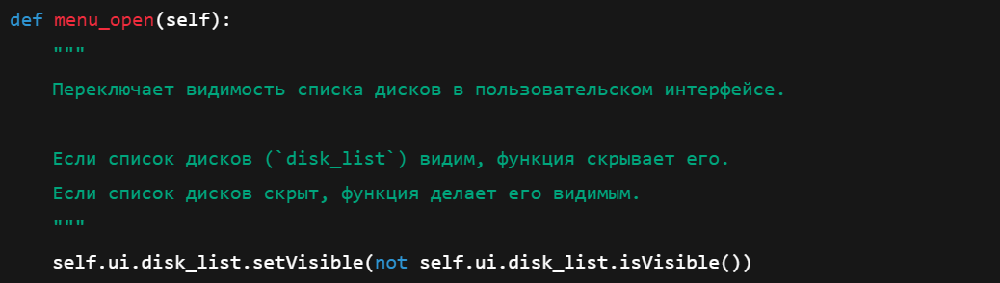 def menu_open(self):
    """
    Переключает видимость списка дисков в пользовательском интерфейсе.

    Если список дисков (`disk_list`) видим, функция скрывает его.
    Если список дисков скрыт, функция делает его видимым.
    """
    self.ui.disk_list.setVisible(not self.ui.disk_list.isVisible())